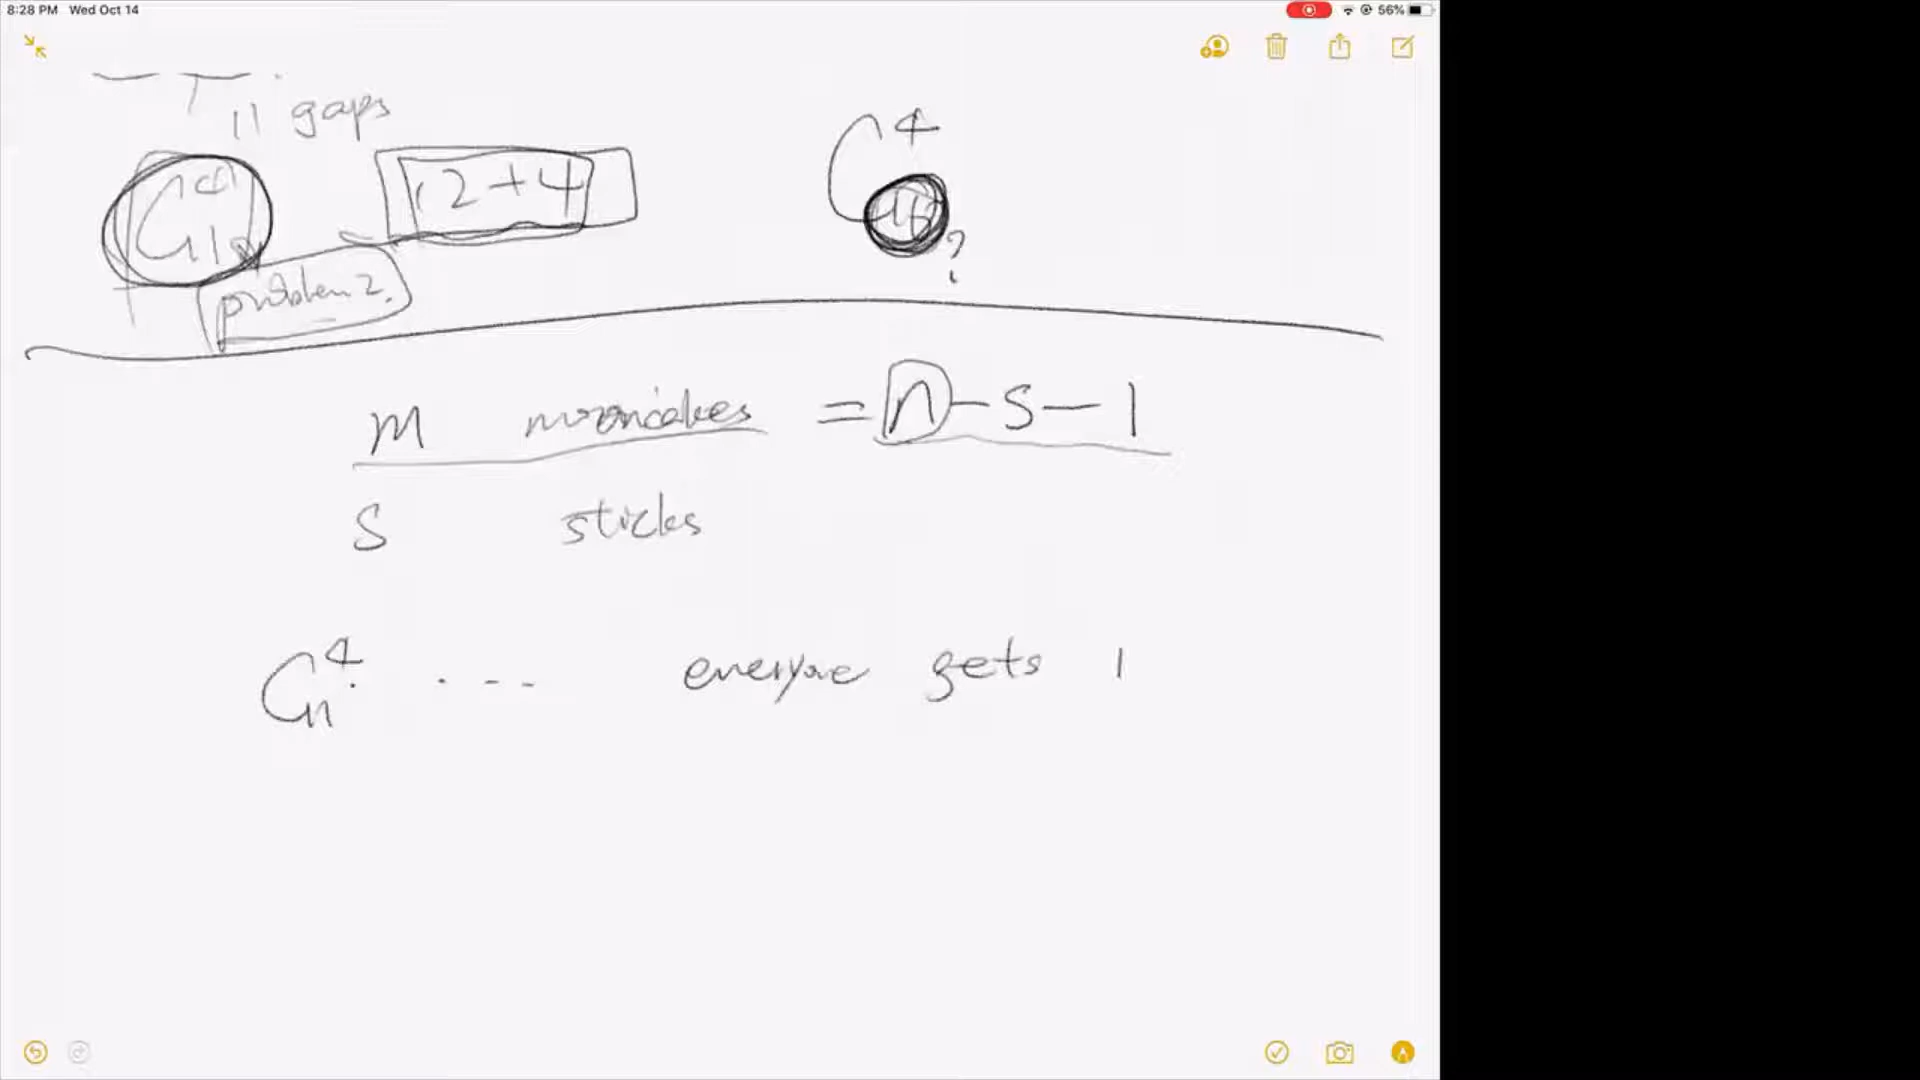 8:28 PM Wed Oct 14
56%
11 gaps
12+4
C 4
?
problem 2.
m mooncakes = n-s-1
s sticks
C 4 n .... everyone gets 1